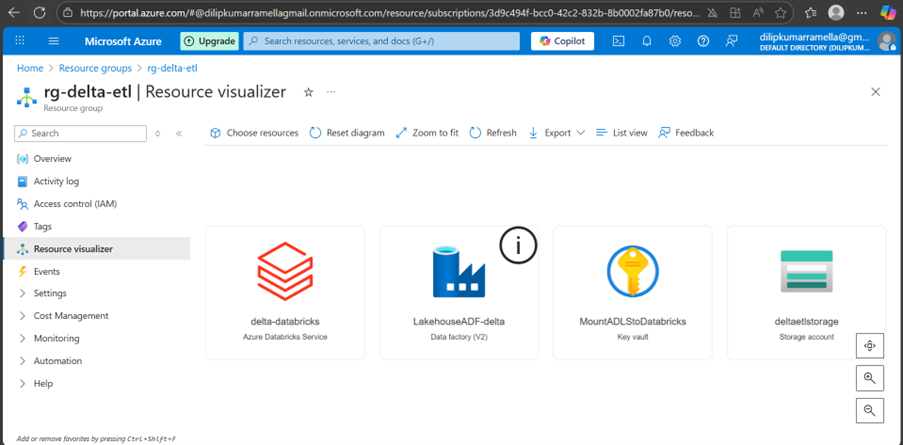 https://portal.azure.com/#@dilipkumarramellagmail.onmicrosoft.com/resource/subscriptions/3d9c494f-bcc0-42c2-832b-8b0002fa87b0/reso...
Microsoft Azure
Upgrade
Search resources, services, and docs (G+/)
Copilot
dilipkumarramella@gm...
DEFAULT DIRECTORY (DILIPKUM...
Home > Resource groups > rg-delta-etl
rg-delta-etl | Resource visualizer
Resource group
Search
Choose resources
Reset diagram
Zoom to fit
Refresh
Export
List view
Feedback
Overview
Activity log
Access control (IAM)
Tags
Resource visualizer
Events
Settings
Cost Management
Monitoring
Automation
Help
delta-databricks
Azure Databricks Service
LakehouseADF-delta
Data factory (V2)
MountADLStoDatabricks
Key vault
deltaetlstorage
Storage account
Add or remove favorites by pressing Ctrl+Shift+F